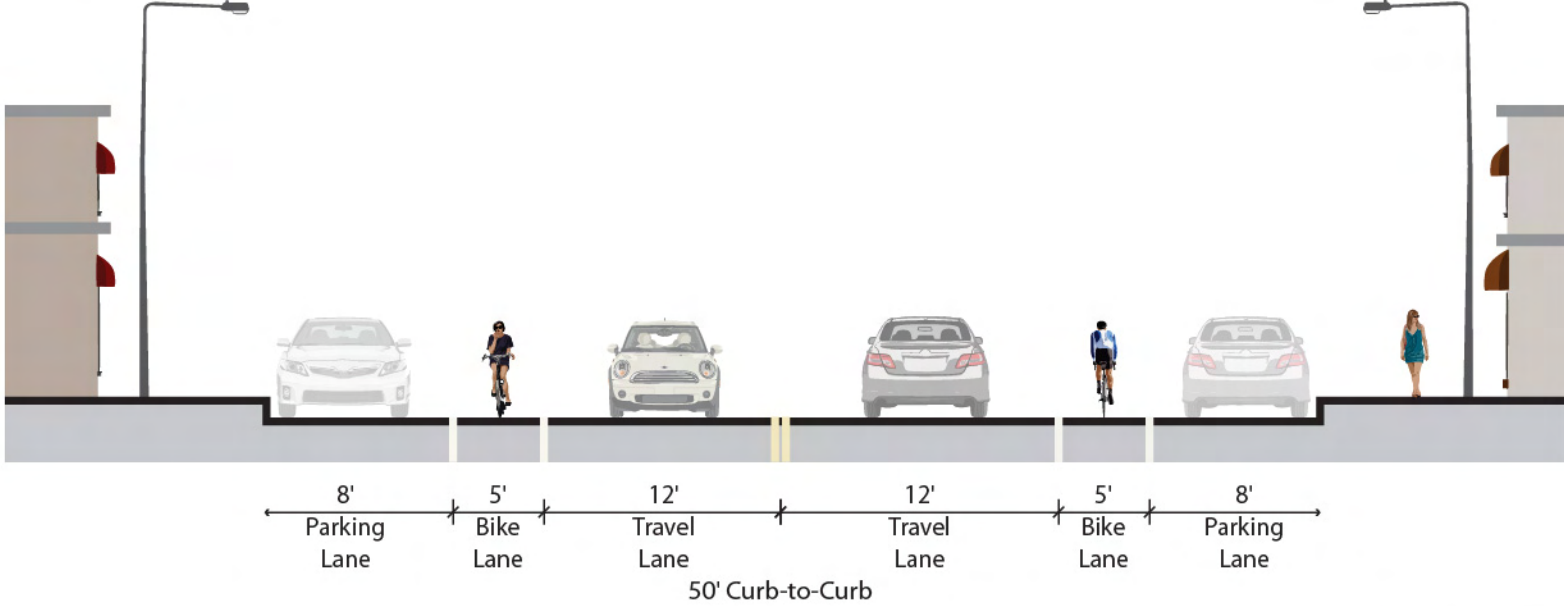 8' 5' 12' 12' 5' 8'
Parking Bike Travel Travel Bike Parking
Lane Lane Lane Lane Lane Lane
50' Curb-to-Curb